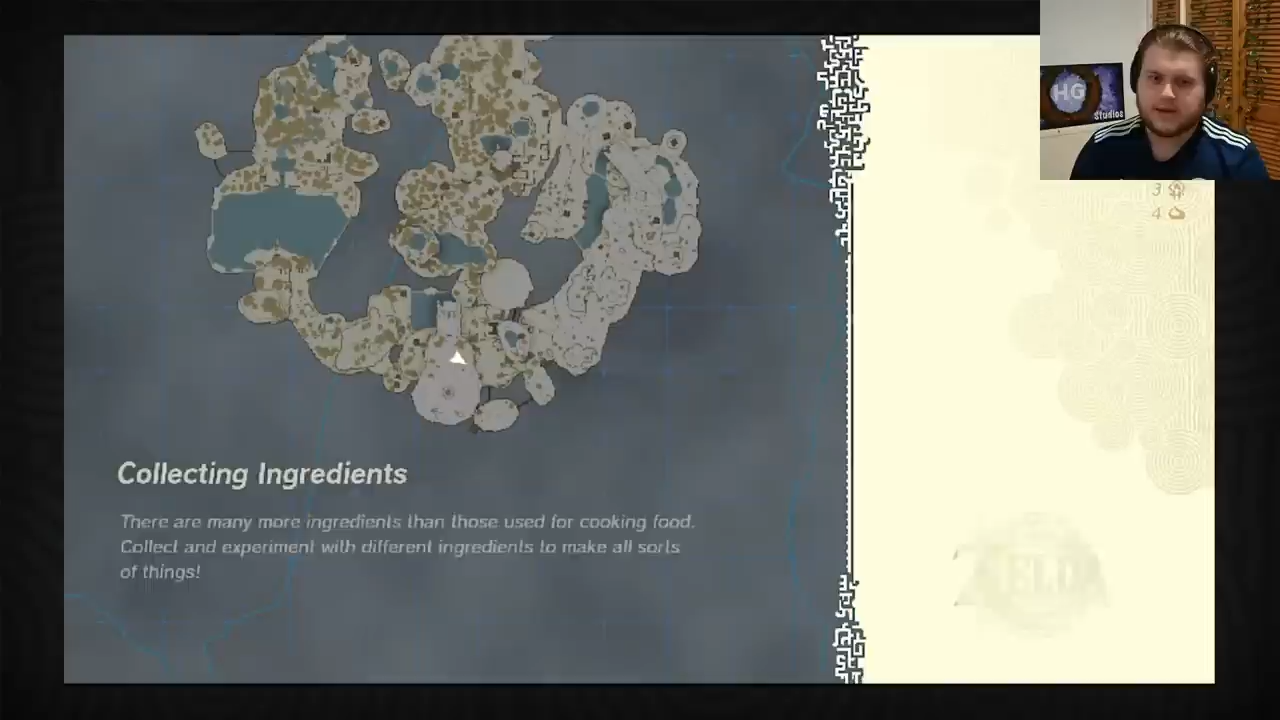 HG
Studios
3
4
Collecting Ingredients
There are many more ingredients than those used for cooking food.
Collect and experiment with different ingredients to make all sorts
of things!
ZELDA